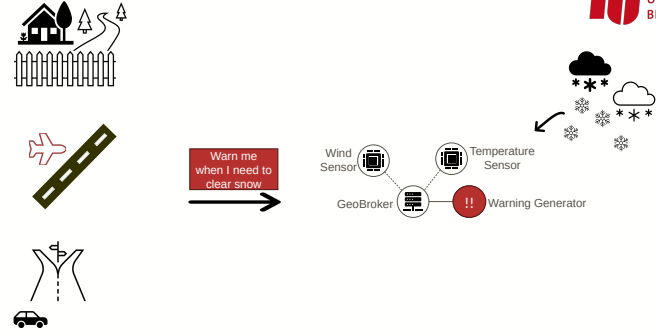 Warn me
when I need to
clear snow
Wind
Sensor
Temperature
Sensor
GeoBroker
!!
Warning Generator